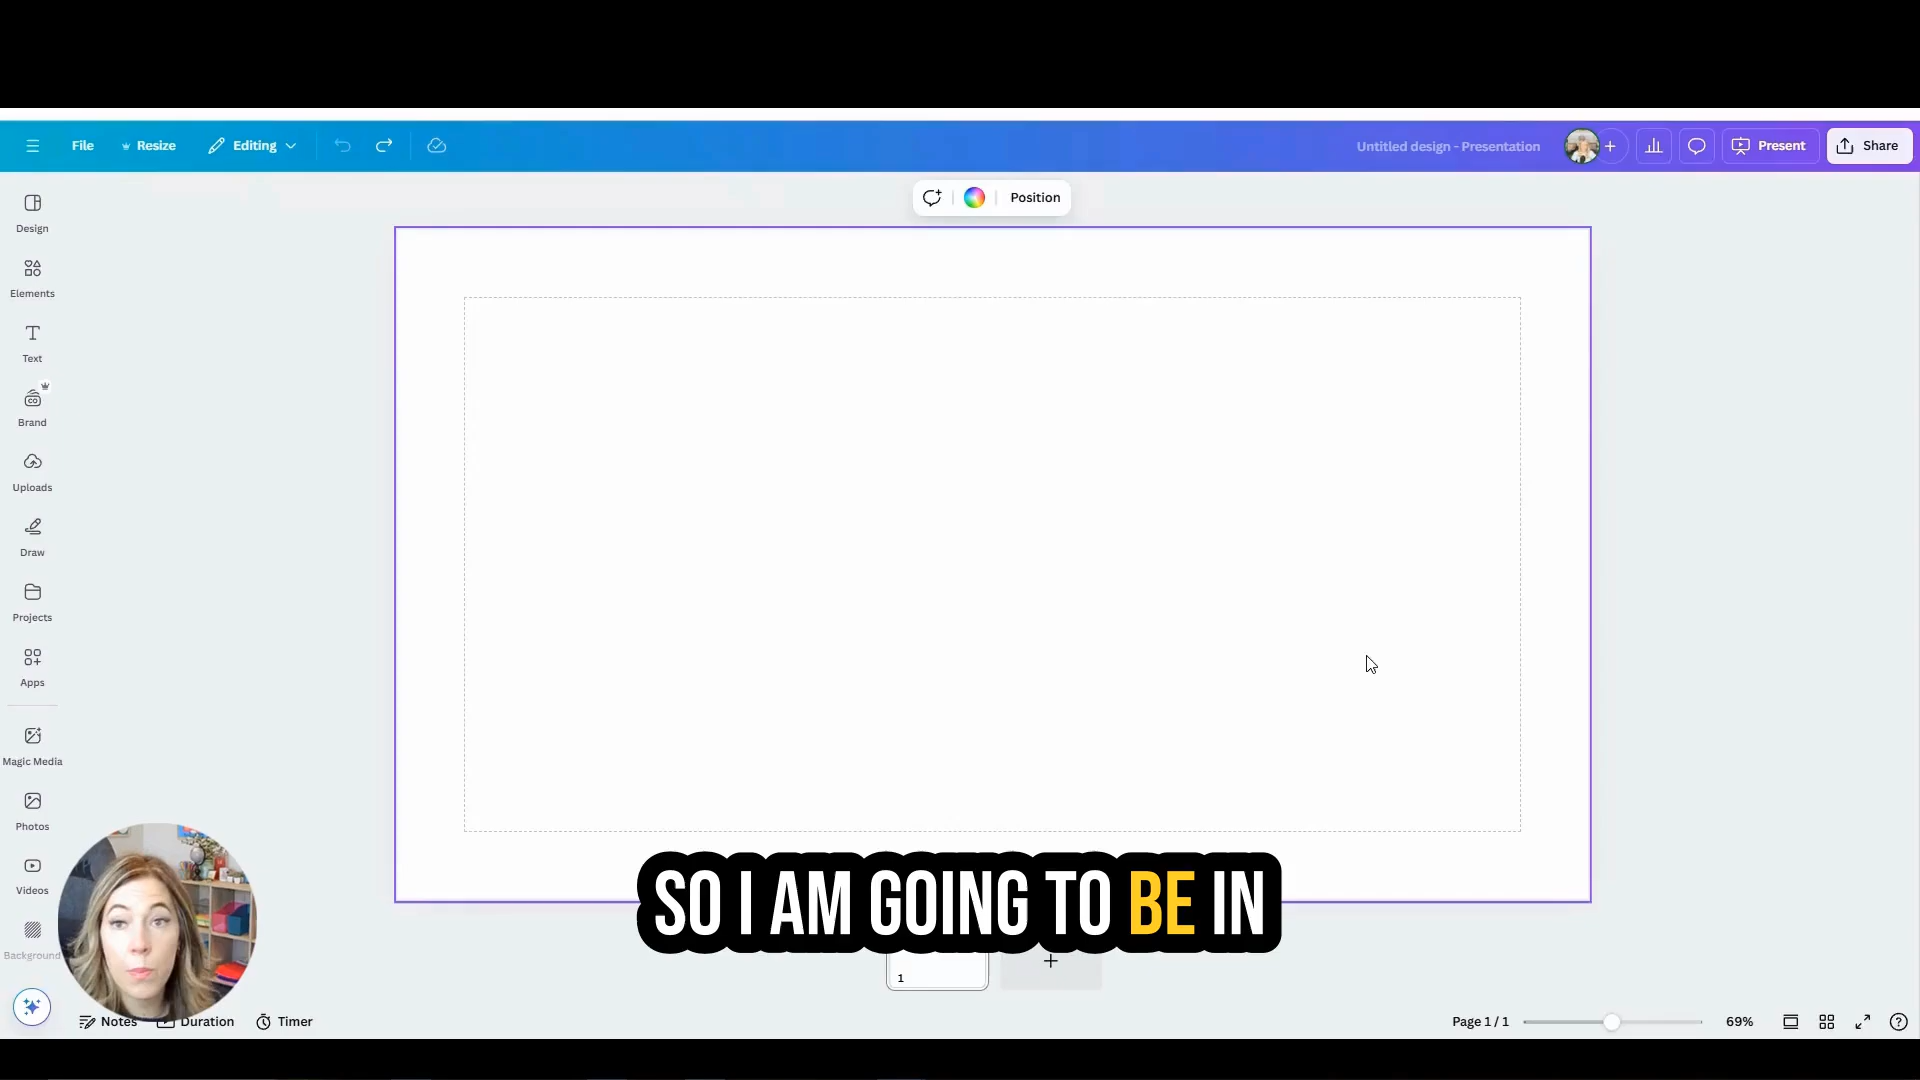 File
Resize
Editing
Untitled design - Presentation
Present
Share
Position
Design
Elements
Text
Brand
Uploads
Draw
Projects
Apps
Magic Media
Photos
Videos
Background
SO I AM GOING TO BE IN
1
Notes
Duration
Timer
Page 1 / 1
69%